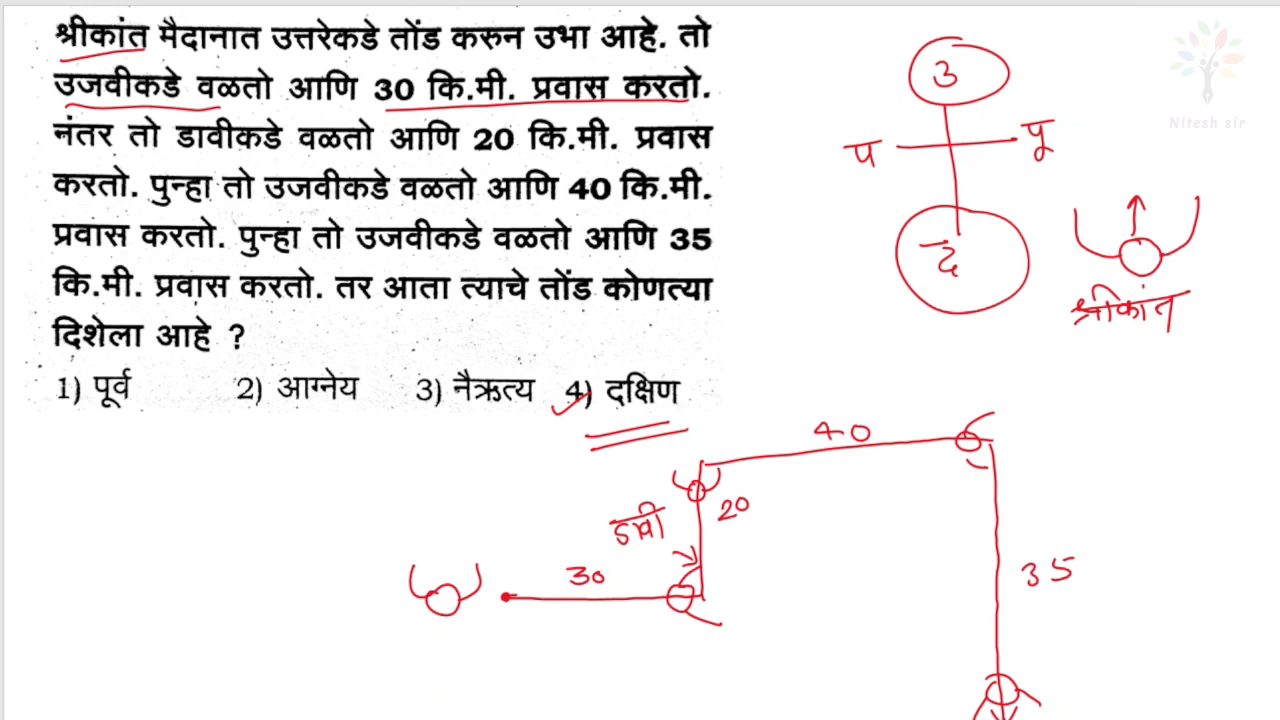 श्रीकांत मैदानात उत्तरेकडे तोंड करुन उभा आहे. तो
उजवीकडे वळतो आणि 30 कि.मी. प्रवास करतो.
नंतर तो डावीकडे वळतो आणि 20 कि.मी. प्रवास
करतो. पुन्हा तो उजवीकडे वळतो आणि 40 कि.मी.
प्रवास करतो. पुन्हा तो उजवीकडे वळतो आणि 35
कि.मी. प्रवास करतो. तर आता त्याचे तोंड कोणत्या
दिशेला आहे ?
1) पूर्व 2) आग्नेय 3) नैऋत्य 4) दक्षिण
उ
प
पू
द
Nitesh sir
श्रीकांत
40
20
30
35